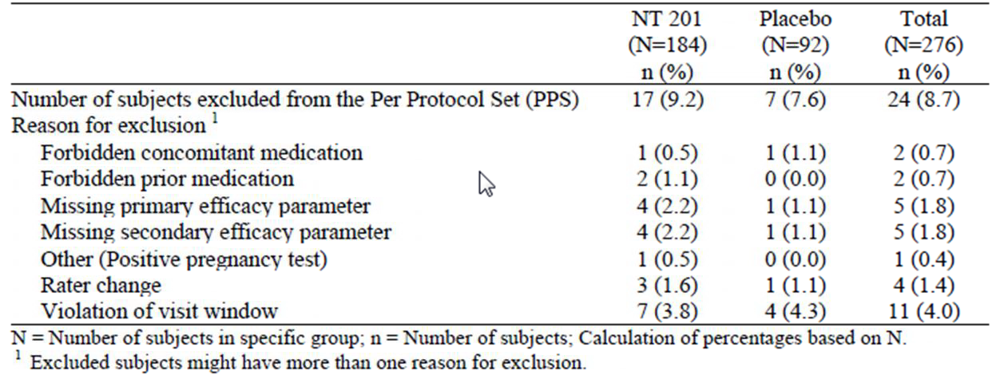 NT 201 Placebo Total
(N=184) (N=92) (N=276)
n (%) n (%) n (%)
Number of subjects excluded from the Per Protocol Set (PPS) 17 (9.2) 7 (7.6) 24 (8.7)
Reason for exclusion 1
Forbidden concomitant medication 1 (0.5) 1 (1.1) 2 (0.7)
Forbidden prior medication 2 (1.1) 0 (0.0) 2 (0.7)
Missing primary efficacy parameter 4 (2.2) 1 (1.1) 5 (1.8)
Missing secondary efficacy parameter 4 (2.2) 1 (1.1) 5 (1.8)
Other (Positive pregnancy test) 1 (0.5) 0 (0.0) 1 (0.4)
Rater change 3 (1.6) 1 (1.1) 4 (1.4)
Violation of visit window 7 (3.8) 4 (4.3) 11 (4.0)
N = Number of subjects in specific group; n = Number of subjects; Calculation of percentages based on N.
1 Excluded subjects might have more than one reason for exclusion.